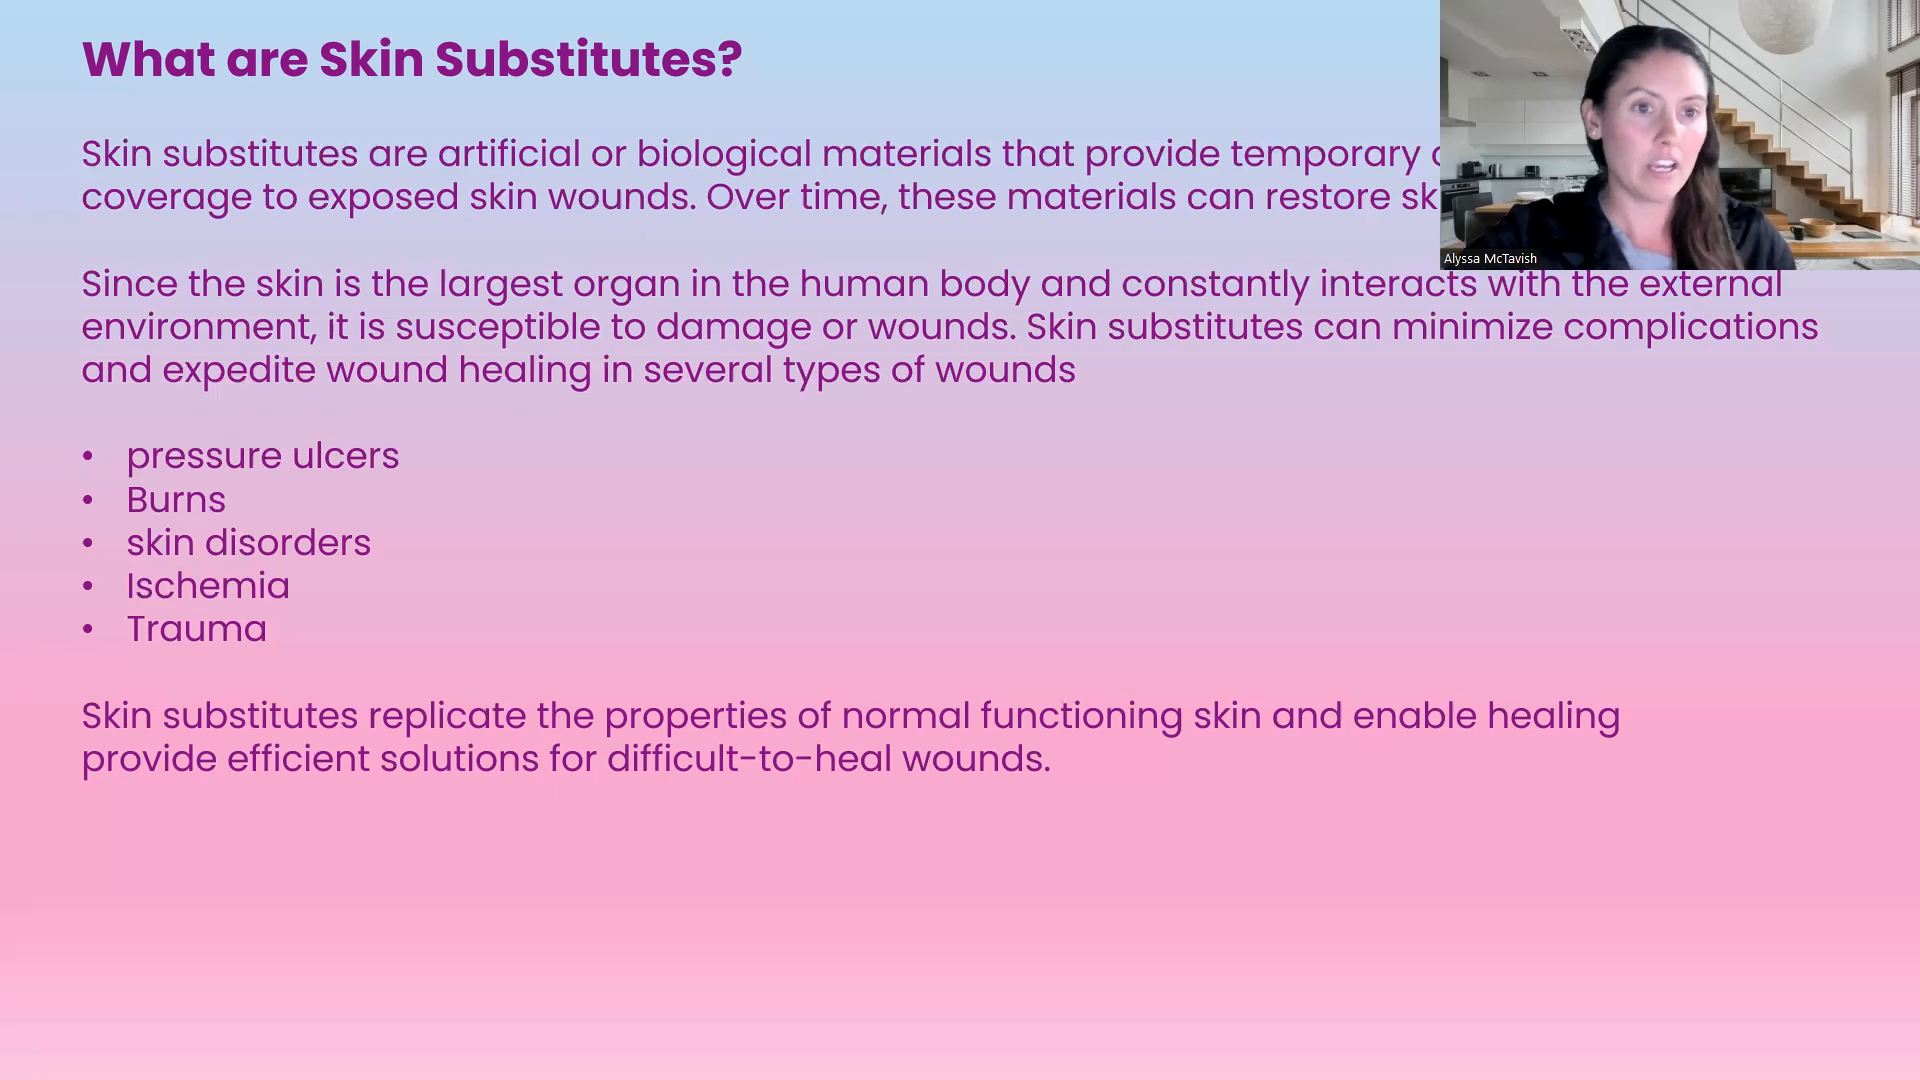 What are Skin Substitutes?
Skin substitutes are artificial or biological materials that provide temporary
coverage to exposed skin wounds. Over time, these materials can restore
Since the skin is the largest organ in the human body and constantly interacts with the external
environment, it is susceptible to damage or wounds. Skin substitutes can minimize complications
and expedite wound healing in several types of wounds
• pressure ulcers
• Burns
• skin disorders
• Ischemia
• Trauma
Skin substitutes replicate the properties of normal functioning skin and enable healing
provide efficient solutions for difficult-to-heal wounds.
Alyssa McTavish